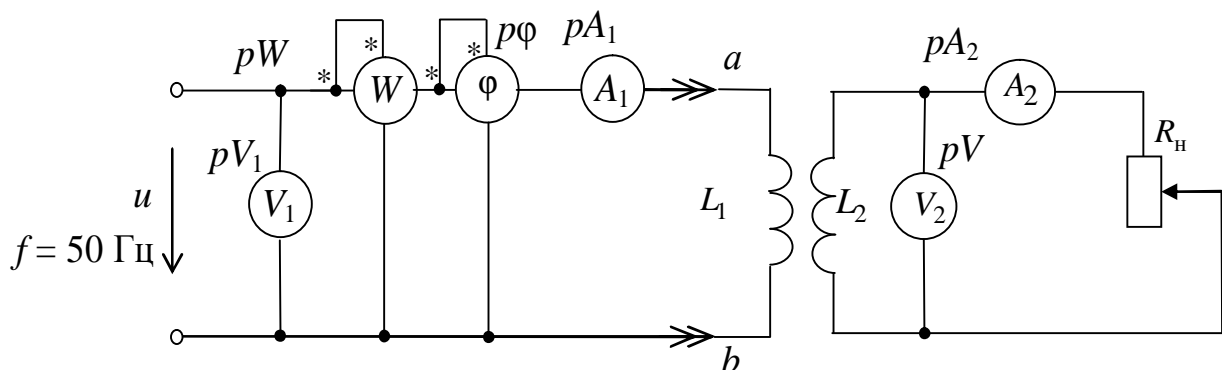 pW
* *
W
* *
pφ
φ
pA₁
A₁
a
pA₂
A₂
Rн
pV₁
V₁
u
f = 50 Гц
L₁
L₂
pV
V₂
b